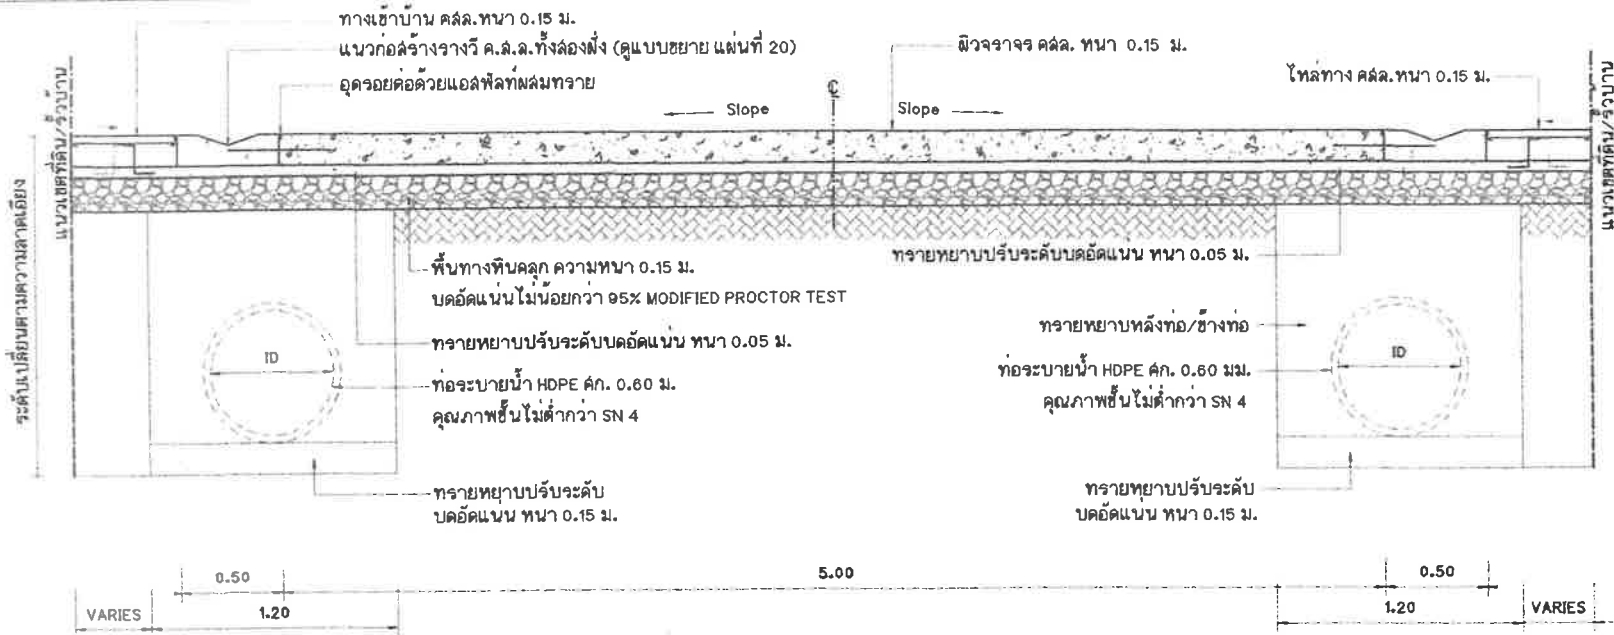 ทางเข้าบ้าน คสล.หนา 0.15 ม.
แนวก่อสร้างรางวี ค.ส.ล.ทั้งสองฝั่ง (ดูแบบขยาย แผ่นที่ 20)
อุดรอยต่อด้วยแอสฟัลท์ผสมทราย
ผิวจราจร คสล. หนา 0.15 ม.
ไหล่ทาง คสล.หนา 0.15 ม.
Slope
℄
Slope
แนวเขตที่ดิน/รั้วบ้าน
แนวเขตที่ดิน/รั้วบ้าน
ระดับเปลี่ยนตามความลาดเอียง
พื้นทางหินคลุก ความหนา 0.15 ม.
บดอัดแน่นไม่น้อยกว่า 95% MODIFIED PROCTOR TEST
ทรายหยาบปรับระดับบดอัดแน่น หนา 0.05 ม.
ท่อระบายน้ำ HDPE ศก. 0.60 ม.
คุณภาพชั้นไม่ต่ำกว่า SN 4
ID
ทรายหยาบปรับระดับ
บดอัดแน่น หนา 0.15 ม.
ทรายหยาบปรับระดับบดอัดแน่น หนา 0.05 ม.
ทรายหยาบหลังท่อ/ข้างท่อ
ท่อระบายน้ำ HDPE ศก. 0.60 มม.
คุณภาพชั้นไม่ต่ำกว่า SN 4
ID
ทรายหยาบปรับระดับ
บดอัดแน่น หนา 0.15 ม.
0.50
5.00
0.50
VARIES
1.20
1.20
VARIES